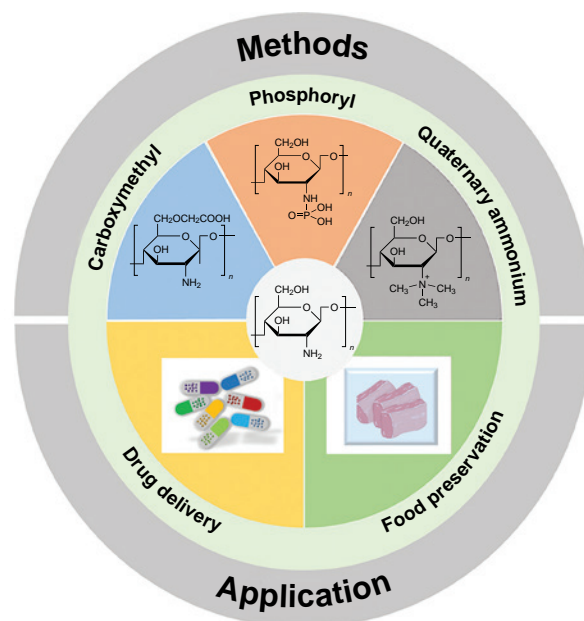 Methods
Phosphoryl
Carboxymethyl
Quaternary ammonium
CH₂OH
O
O
OH
n
NH
O=P
OH
OH
CH₂OCH₂COOH
O
O
OH
n
NH₂
CH₂OH
O
O
OH
n
CH₃
N⁺
CH₃
CH₃
CH₂OH
O
O
OH
n
NH₂
Drug delivery
Food preservation
Application